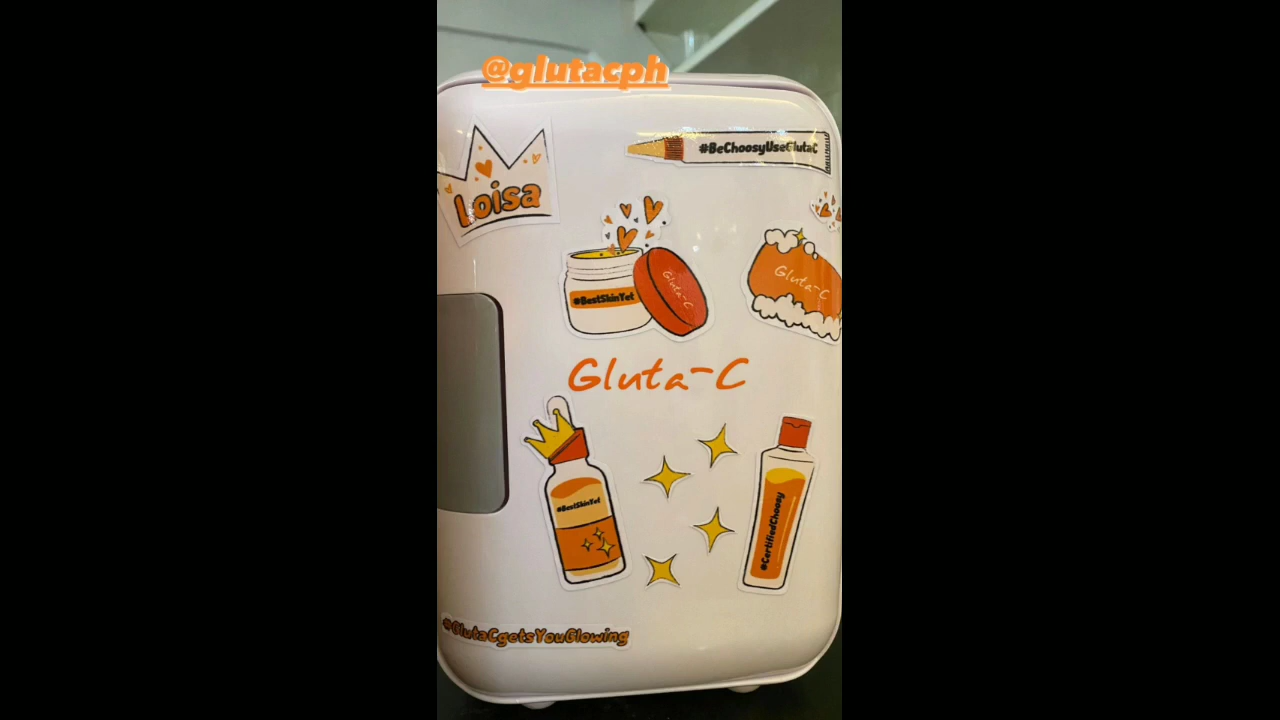 @glutacph
#BeChoosyUseGlutaC
Loisa
Gluta-C
#BestSkinYet
Gluta-C
Gluta-C
#BestSkinYet
#CertifiedChoosy
#GlutaCgetsYouGlowing